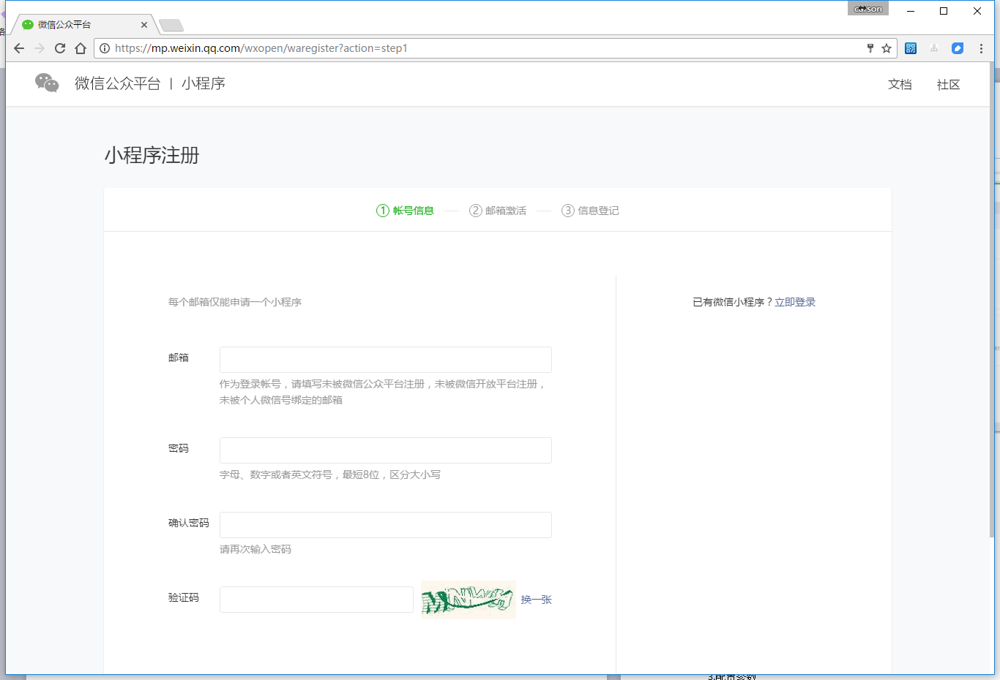 carson
微信公众平台
https://mp.weixin.qq.com/wxopen/waregister?action=step1
微信公众平台 | 小程序
文档
社区
小程序注册
1 帐号信息
2 邮箱激活
3 信息登记
每个邮箱仅能申请一个小程序
已有微信小程序？立即登录
邮箱
作为登录帐号，请填写未被微信公众平台注册，未被微信开放平台注册，
未被个人微信号绑定的邮箱
密码
字母、数字或者英文符号，最短8位，区分大小写
确认密码
请再次输入密码
验证码
换一张
3.配置参数